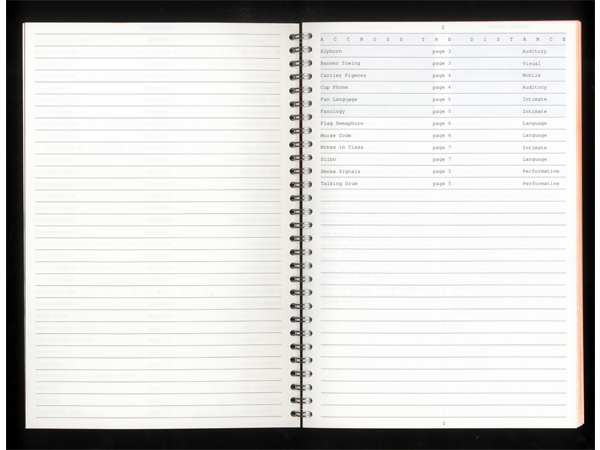 I
A C C R O S S T H E D I S T A R C E
Alphorn page 3 Auditory
Banner Towing page 3 Visual
Carrier Pigeons page 4 Mobile
Cup Phone page 4 Auditory
Fan Language page 5 Intimate
Fanology page 5 Intimate
Flag Semaphore page 6 Language
Morse Code page 6 Language
Notes in Class page 7 Intimate
Silbo page 7 Language
Smoke Signals page 5 Performative
Talking Drum page 5 Performative
I